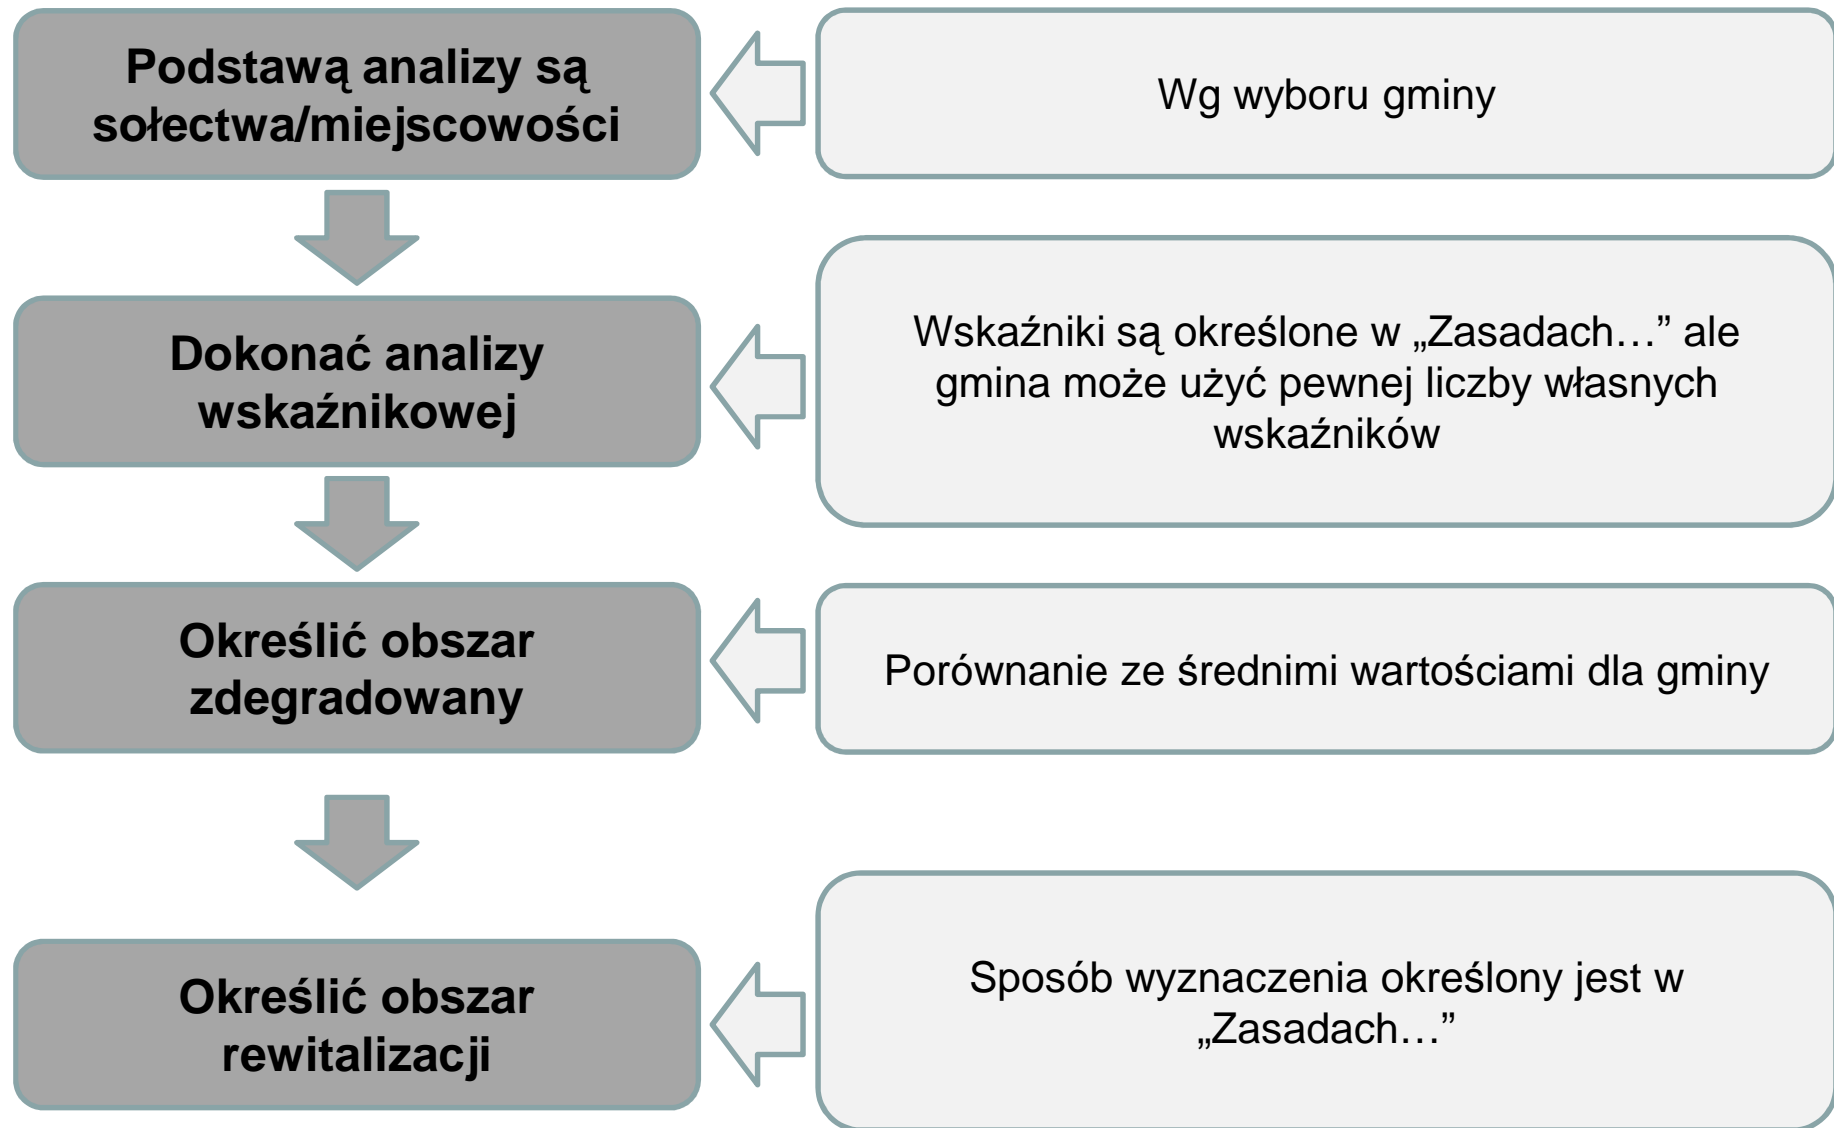 Podstawą analizy są
sołectwa/miejscowości
Wg wyboru gminy
Dokonać analizy
wskaźnikowej
Wskaźniki są określone w „Zasadach…” ale
gmina może użyć pewnej liczby własnych
wskaźników
Określić obszar
zdegradowany
Porównanie ze średnimi wartościami dla gminy
Określić obszar
rewitalizacji
Sposób wyznaczenia określony jest w
„Zasadach…”